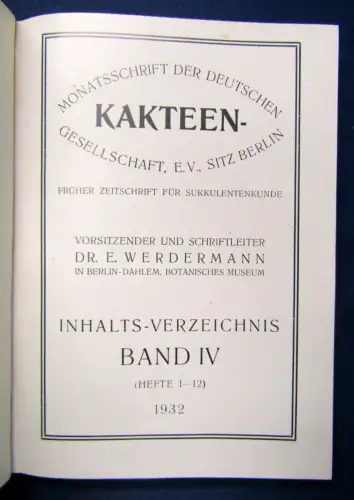 MONATSSCHRIFT DER DEUTSCHEN
KAKTEEN-
GESELLSCHAFT, E.V., SITZ BERLIN
FRÜHER ZEITSCHRIFT FÜR SUKKULENTENKUNDE
VORSITZENDER UND SCHRIFTLEITER
DR. E. WERDERMANN
IN BERLIN-DAHLEM, BOTANISCHES MUSEUM
INHALTS-VERZEICHNIS
BAND IV
(HEFTE 1—12)
1932